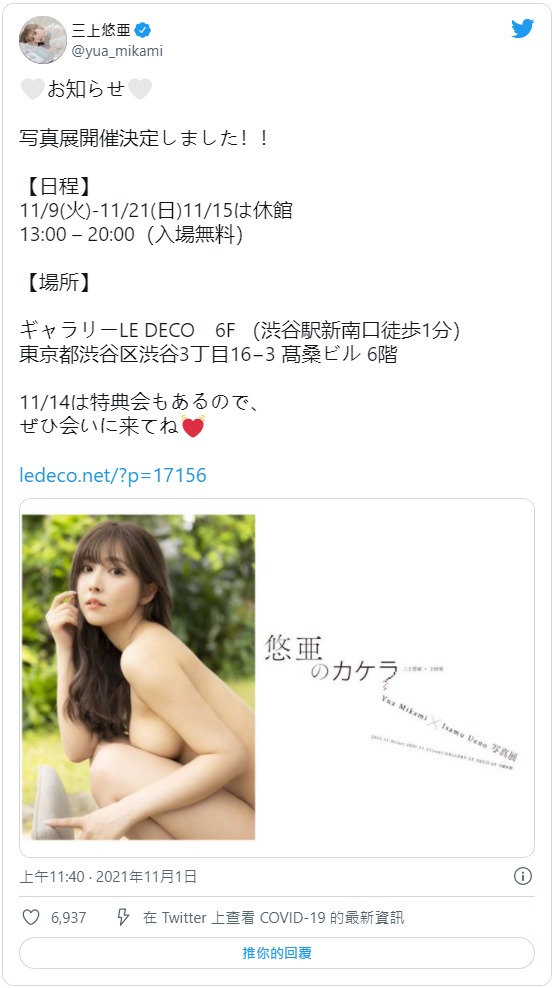 三上悠亜
@yua_mikami
🤍お知らせ🤍
写真展開催決定しました！！
【日程】
11/9(火)-11/21(日)11/15は休館
13:00 – 20:00（入場無料）
【場所】
ギャラリーLE DECO　6F （渋谷駅新南口徒歩1分）
東京都渋谷区渋谷3丁目16−3 髙桑ビル 6階
11/14は特典会もあるので、
ぜひ会いに来てね💓
ledeco.net/?p=17156
悠亜
のカケラ
三上悠亜 × 上野勇
Yua Mikami × Isamu Ueno 写真展
上午11:40 · 2021年11月1日
6,937
在 Twitter 上查看 COVID-19 的最新資訊
推你的回覆